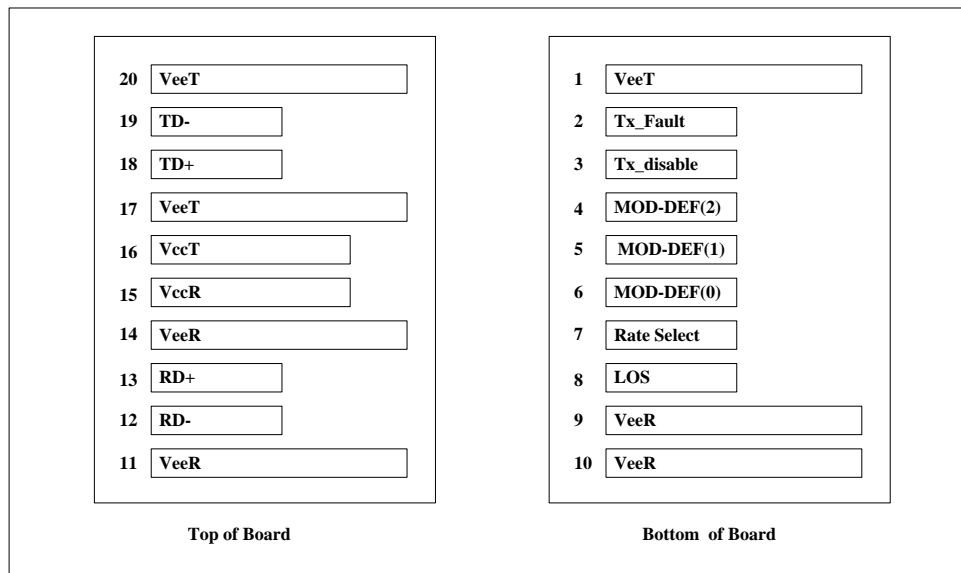 20 VeeT
19 TD-
18 TD+
17 VeeT
16 VccT
15 VccR
14 VeeR
13 RD+
12 RD-
11 VeeR
Top of Board
1 VeeT
2 Tx_Fault
3 Tx_disable
4 MOD-DEF(2)
5 MOD-DEF(1)
6 MOD-DEF(0)
7 Rate Select
8 LOS
9 VeeR
10 VeeR
Bottom of Board